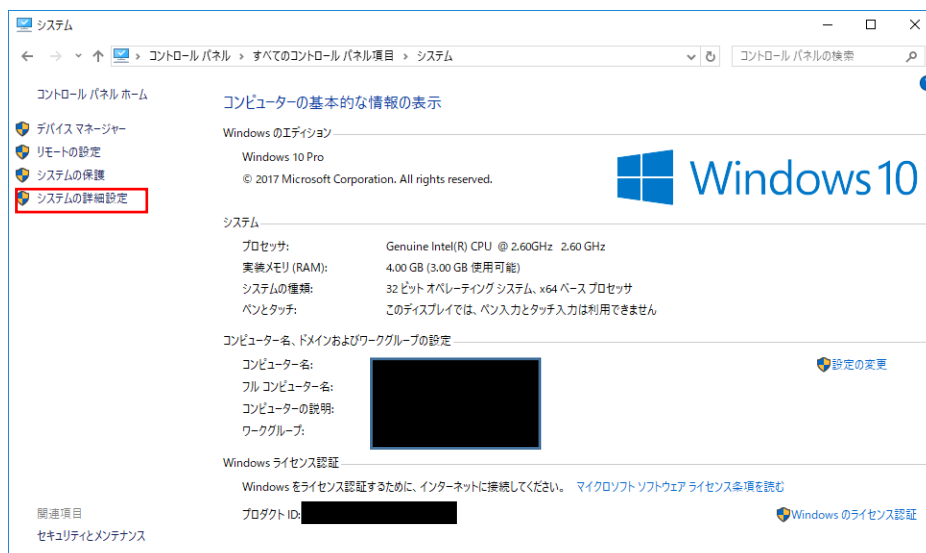 システム
コントロール パネル › すべてのコントロール パネル項目 › システム
コントロール パネルの検索
コントロール パネル ホーム
デバイス マネージャー
リモートの設定
システムの保護
システムの詳細設定
関連項目
セキュリティとメンテナンス
コンピューターの基本的な情報の表示
Windows のエディション
Windows 10 Pro
© 2017 Microsoft Corporation. All rights reserved.
Windows 10
システム
プロセッサ: Genuine Intel(R) CPU @ 2.60GHz 2.60 GHz
実装メモリ (RAM): 4.00 GB (3.00 GB 使用可能)
システムの種類: 32 ビット オペレーティング システム、x64 ベース プロセッサ
ペンとタッチ: このディスプレイでは、ペン入力とタッチ入力は利用できません
コンピューター名、ドメインおよびワークグループの設定
コンピューター名:
設定の変更
フル コンピューター名:
コンピューターの説明:
ワークグループ:
Windows ライセンス認証
Windows をライセンス認証するために、インターネットに接続してください。 マイクロソフト ソフトウェア ライセンス条項を読む
プロダクト ID:
Windows のライセンス認証